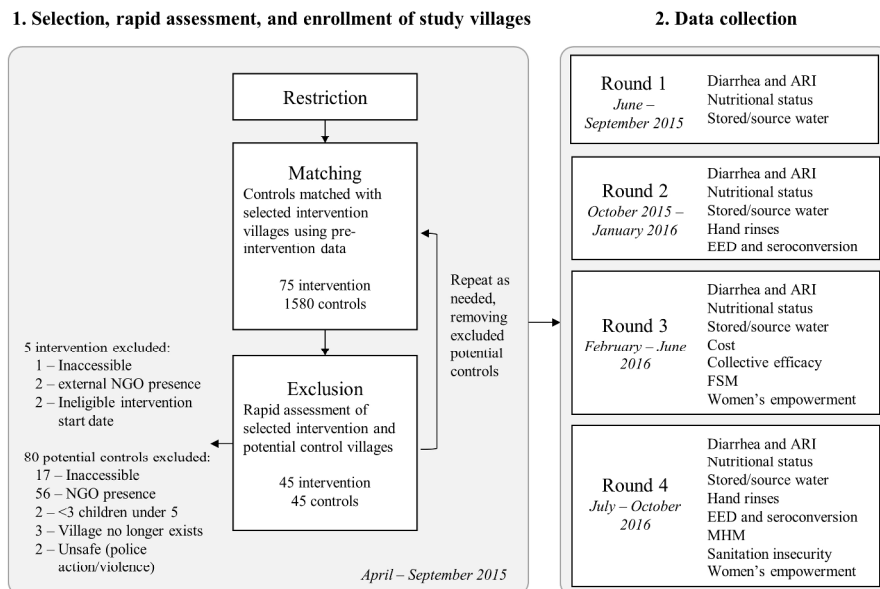 1. Selection, rapid assessment, and enrollment of study villages
Restriction
Matching
Controls matched with
selected intervention
villages using pre-
intervention data
75 intervention
1580 controls
Repeat as
needed,
removing
excluded
potential
controls
5 intervention excluded:
1 – Inaccessible
2 – external NGO presence
2 – Ineligible intervention
start date
Exclusion
Rapid assessment of
selected intervention and
potential control villages
45 intervention
45 controls
80 potential controls excluded:
17 – Inaccessible
56 – NGO presence
2 – <3 children under 5
3 – Village no longer exists
2 – Unsafe (police
action/violence)
April – September 2015
2. Data collection
Round 1
June –
September 2015
Diarrhea and ARI
Nutritional status
Stored/source water
Round 2
October 2015 –
January 2016
Diarrhea and ARI
Nutritional status
Stored/source water
Hand rinses
EED and seroconversion
Round 3
February – June
2016
Diarrhea and ARI
Nutritional status
Stored/source water
Cost
Collective efficacy
FSM
Women's empowerment
Round 4
July – October
2016
Diarrhea and ARI
Nutritional status
Stored/source water
Hand rinses
EED and seroconversion
MHM
Sanitation insecurity
Women's empowerment